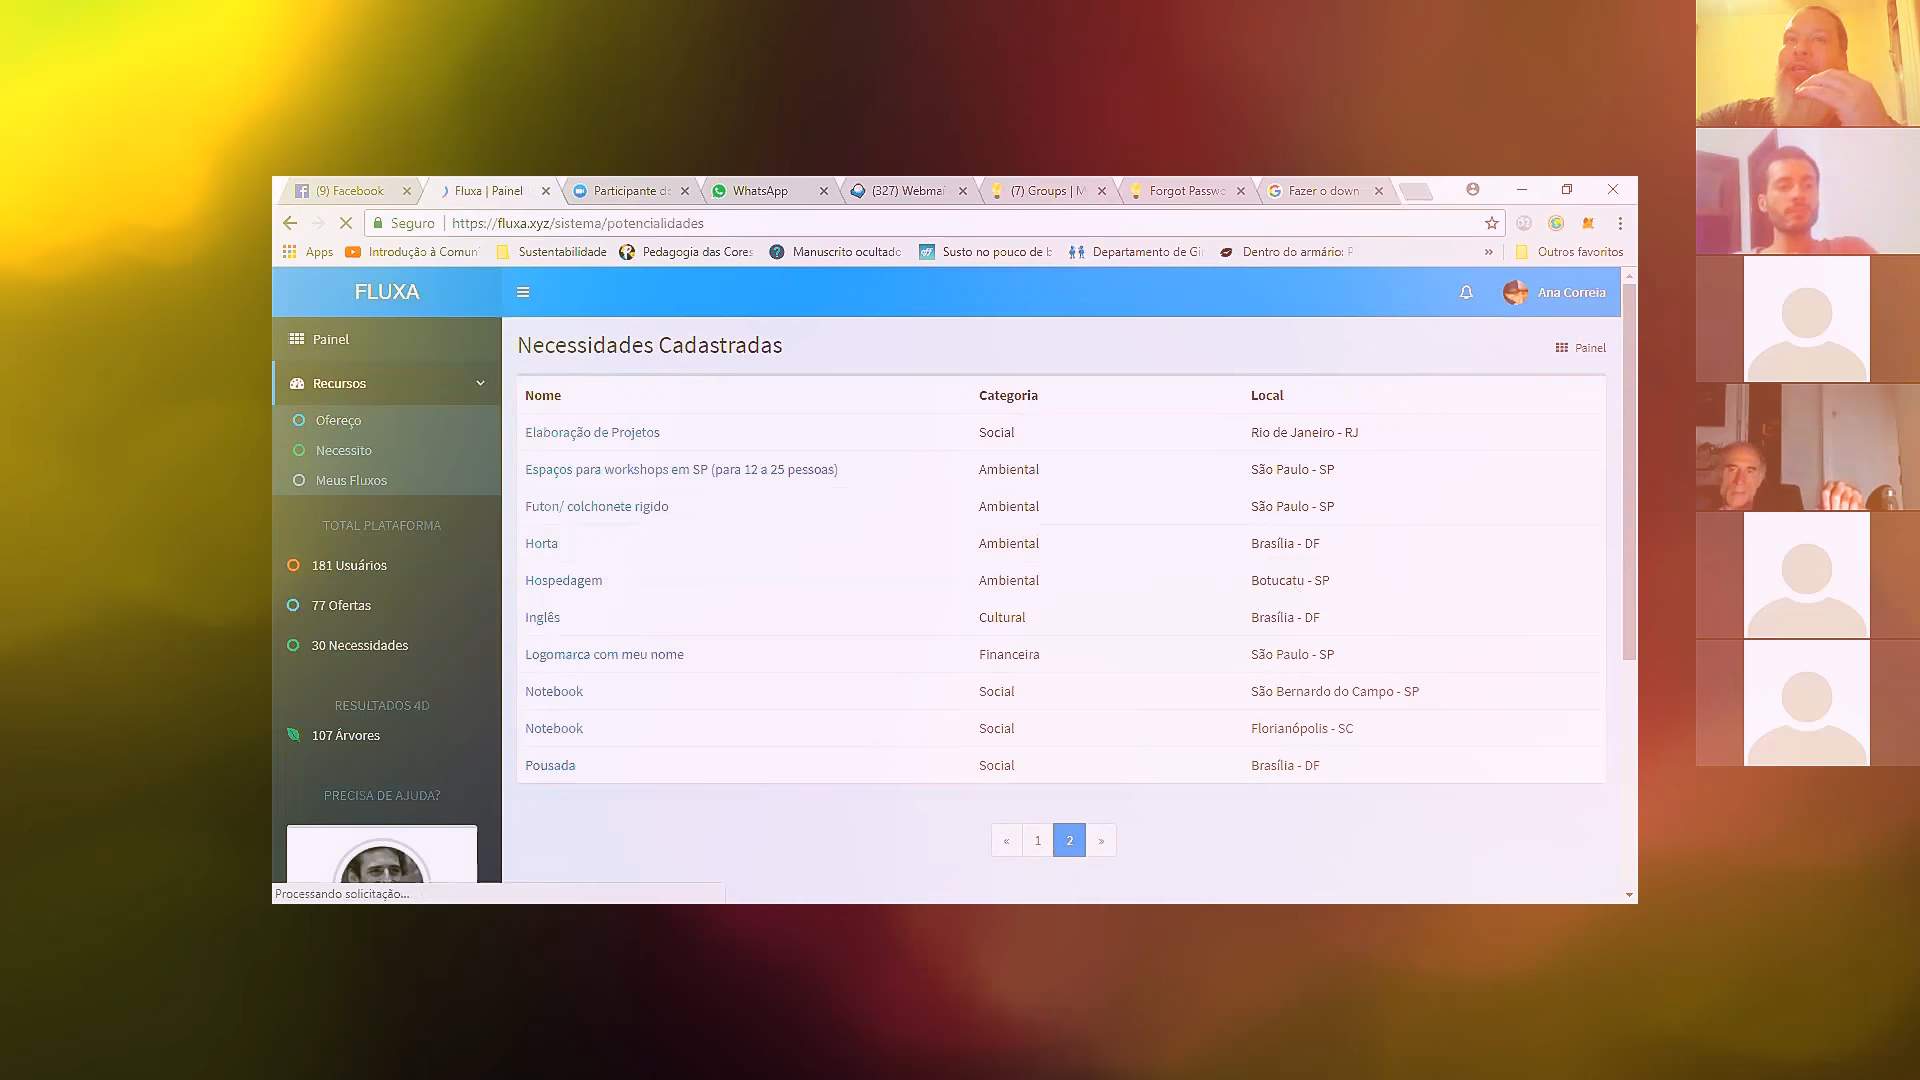 (9) Facebook
Fluxa | Painel
Participante d
WhatsApp
(327) Webmai
(7) Groups | M
Forgot Passwo
Fazer o down
Seguro
https://fluxa.xyz/sistema/potencialidades
Apps
Introdução à Comun
Sustentabilidade
Pedagogia das Cores
Manuscrito ocultado
Susto no pouco de b
Departamento de Gi
Dentro do armário: P
»
Outros favoritos
FLUXA
Ana Correia
Painel
Recursos
Ofereço
Necessito
Meus Fluxos
TOTAL PLATAFORMA
181 Usuários
77 Ofertas
30 Necessidades
RESULTADOS 4D
107 Árvores
PRECISA DE AJUDA?
Processando solicitação...
Necessidades Cadastradas
Painel
Nome Categoria Local
Elaboração de Projetos Social Rio de Janeiro - RJ
Espaços para workshops em SP (para 12 a 25 pessoas) Ambiental São Paulo - SP
Futon/ colchonete rigido Ambiental São Paulo - SP
Horta Ambiental Brasília - DF
Hospedagem Ambiental Botucatu - SP
Inglês Cultural Brasília - DF
Logomarca com meu nome Financeira São Paulo - SP
Notebook Social São Bernardo do Campo - SP
Notebook Social Florianópolis - SC
Pousada Social Brasília - DF
« 1 2 »